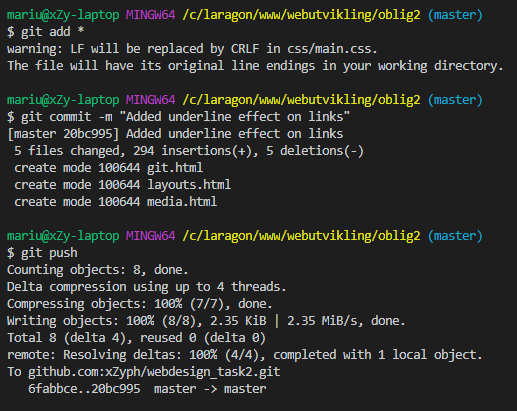 mariu@xZy-laptop MINGW64 /c/laragon/www/webutvikling/oblig2 (master)
$ git add *
warning: LF will be replaced by CRLF in css/main.css.
The file will have its original line endings in your working directory.
mariu@xZy-laptop MINGW64 /c/laragon/www/webutvikling/oblig2 (master)
$ git commit -m "Added underline effect on links"
[master 20bc995] Added underline effect on links
5 files changed, 294 insertions(+), 5 deletions(-)
create mode 100644 git.html
create mode 100644 layouts.html
create mode 100644 media.html
mariu@xZy-laptop MINGW64 /c/laragon/www/webutvikling/oblig2 (master)
$ git push
Counting objects: 8, done.
Delta compression using up to 4 threads.
Compressing objects: 100% (7/7), done.
Writing objects: 100% (8/8), 2.35 KiB | 2.35 MiB/s, done.
Total 8 (delta 4), reused 0 (delta 0)
remote: Resolving deltas: 100% (4/4), completed with 1 local object.
To github.com:xZyph/webdesign_task2.git
6fabbce..20bc995  master -> master